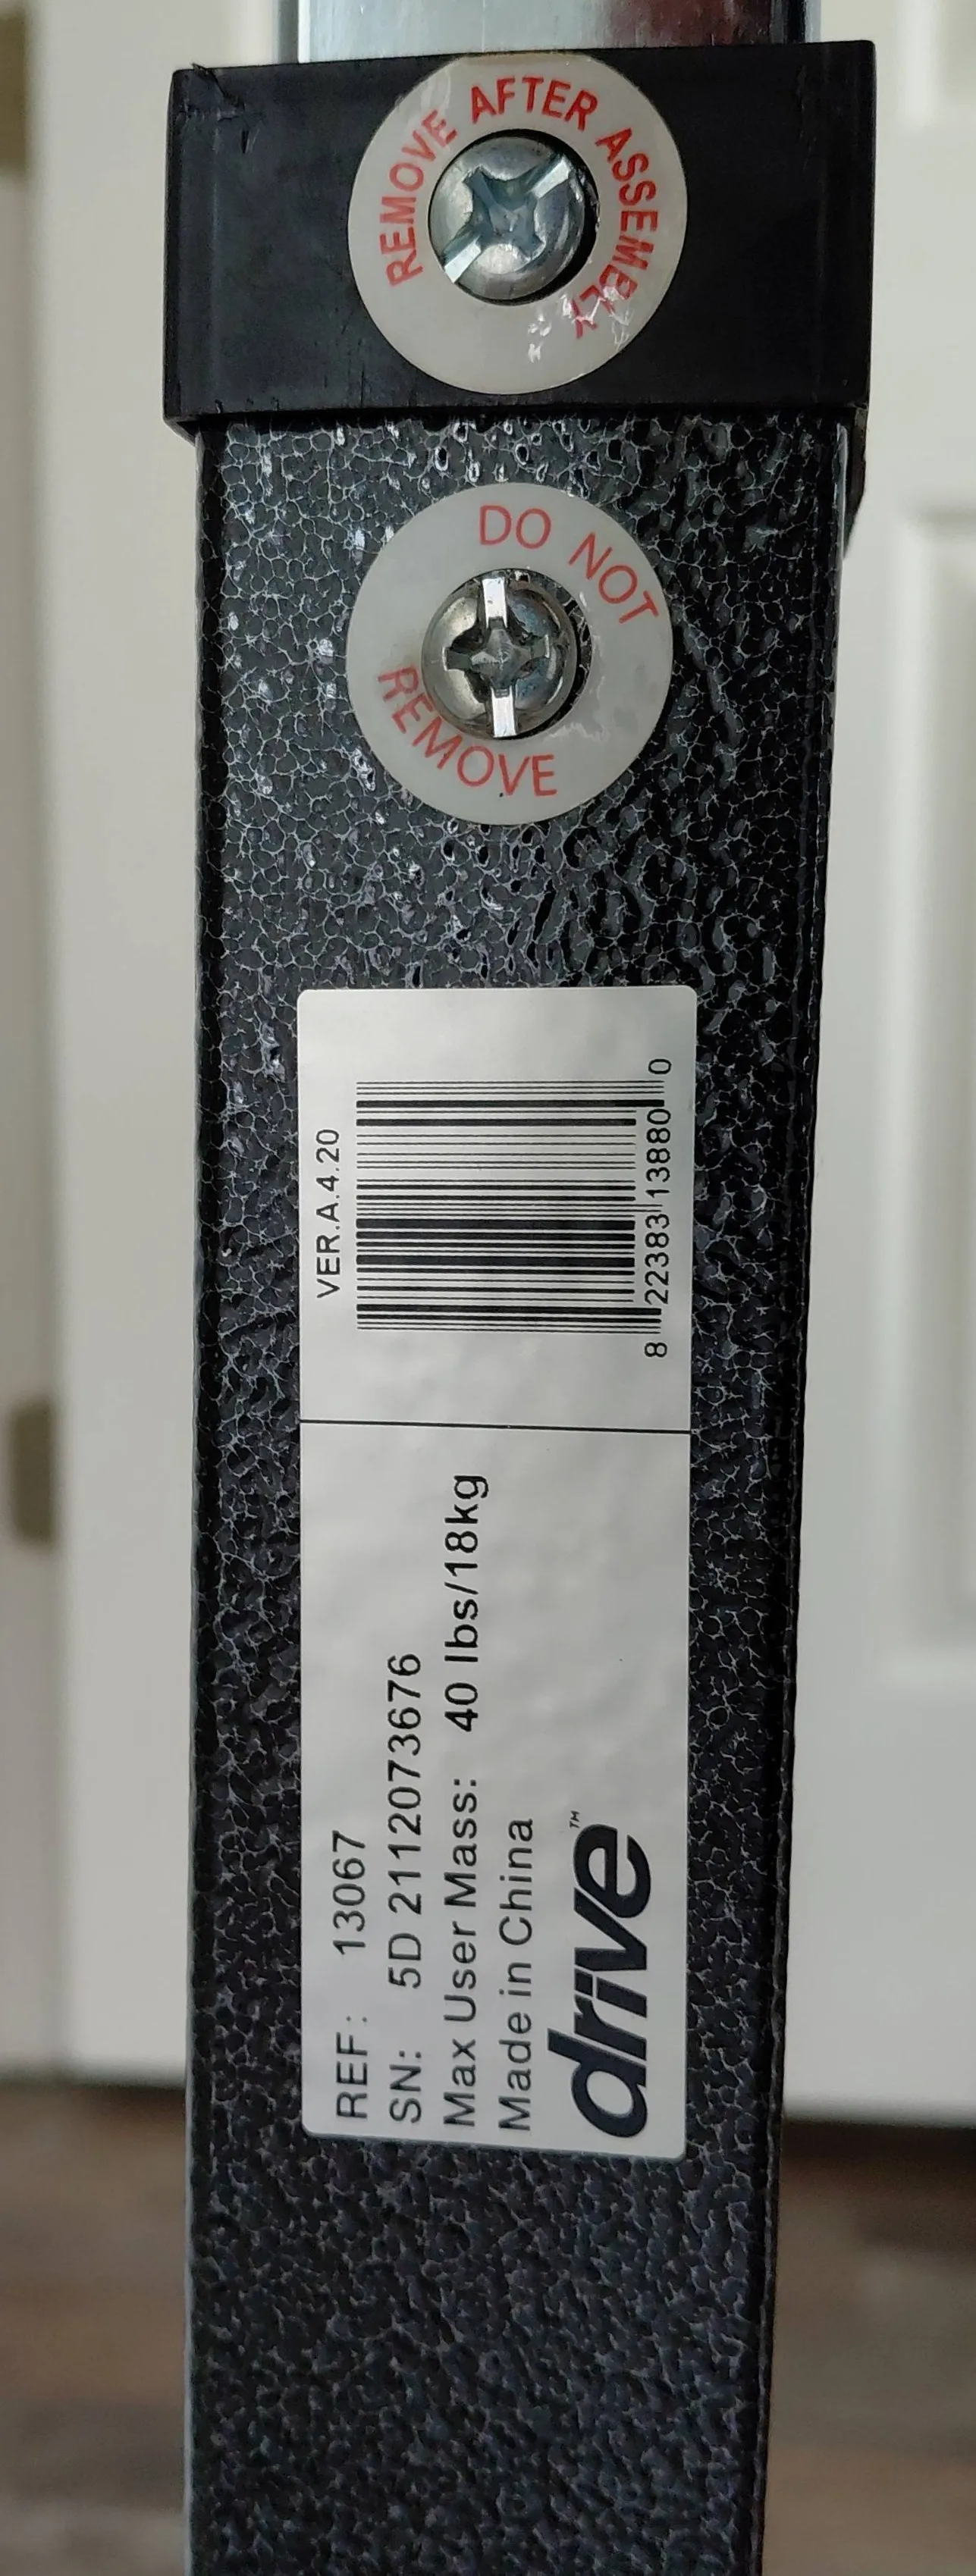 REMOVE AFTER ASSEMBLY
DO NOT
REMOVE
VER.A.4.20
8 22383 13880 0
REF: 13067
SN: 5D 2112073676
Max User Mass: 40 lbs/18kg
Made in China
drive™